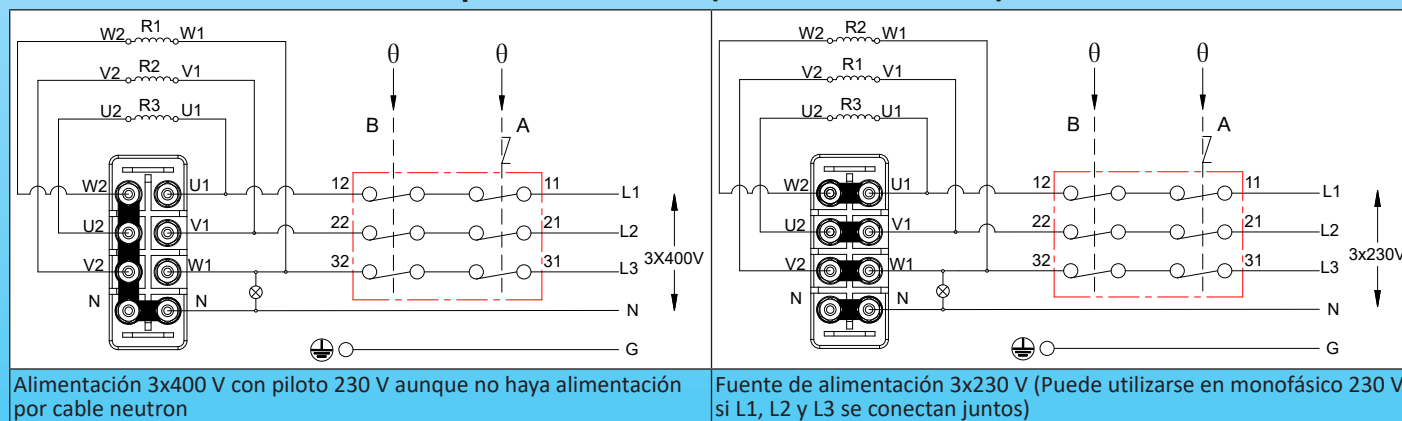 W2 R1 W1
V2 R2 V1
U2 R3 U1
θ θ
B A
W2 U1 12 11 L1
U2 V1 22 21 L2
3X400V
V2 W1 32 31 L3
N N N
G
Alimentación 3x400 V con piloto 230 V aunque no haya alimentación
por cable neutron
W2 R2 W1
V2 R1 V1
U2 R3 U1
θ θ
B A
W2 U1 12 11 L1
U2 V1 22 21 L2
3x230V
V2 W1 32 31 L3
N N N
G
Fuente de alimentación 3x230 V (Puede utilizarse en monofásico 230 V
si L1, L2 y L3 se conectan juntos)